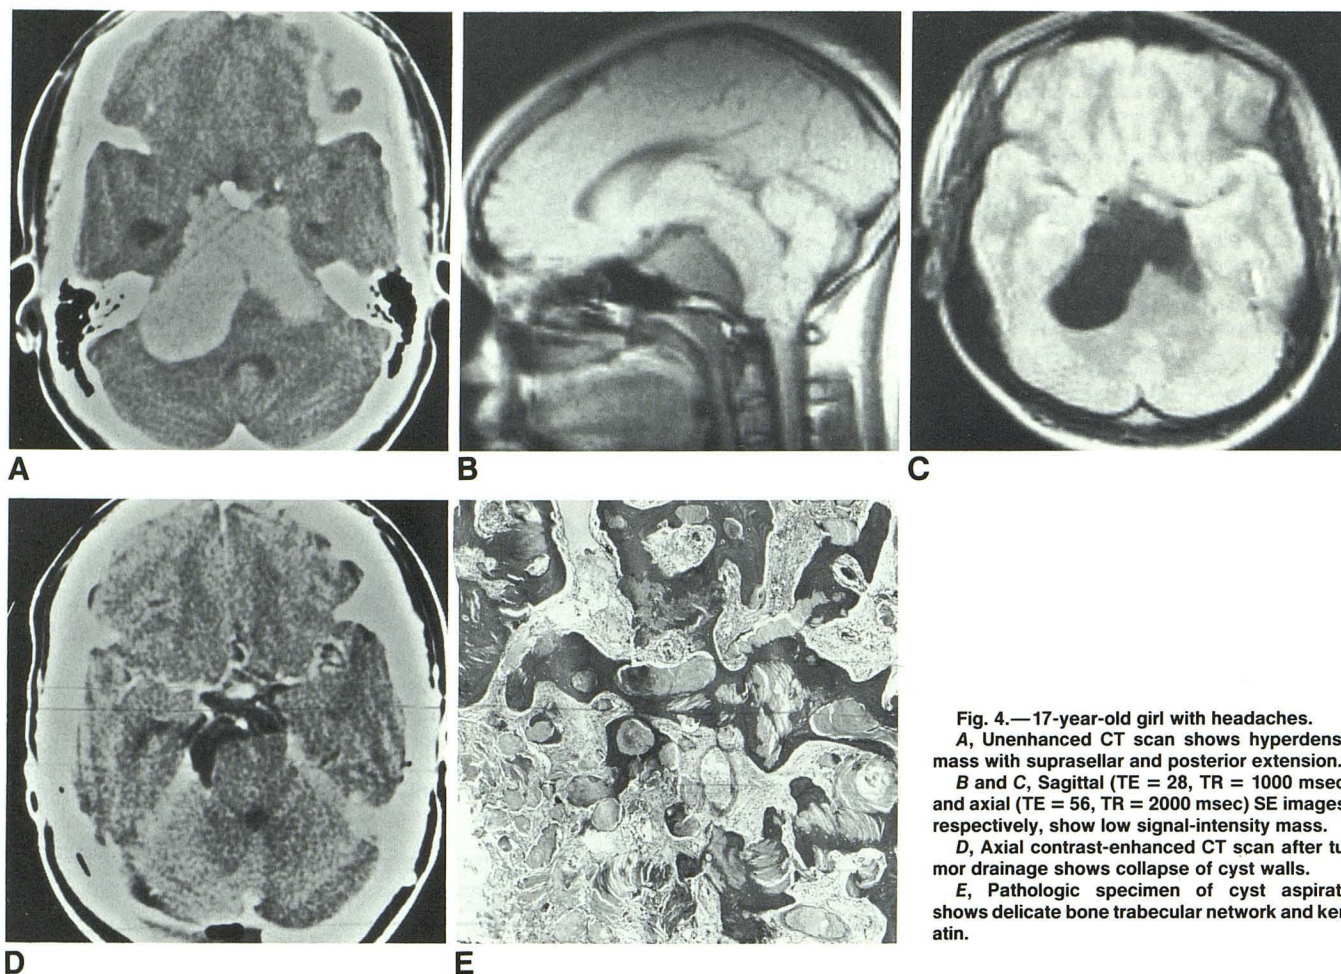 A
B
C
D
E
Fig. 4.—17-year-old girl with headaches.
A, Unenhanced CT scan shows hyperdens
mass with suprasellar and posterior extension.
B and C, Sagittal (TE = 28, TR = 1000 msec
and axial (TE = 56, TR = 2000 msec) SE images
respectively, show low signal-intensity mass.
D, Axial contrast-enhanced CT scan after tu
mor drainage shows collapse of cyst walls.
E, Pathologic specimen of cyst aspirat
shows delicate bone trabecular network and ker
atin.